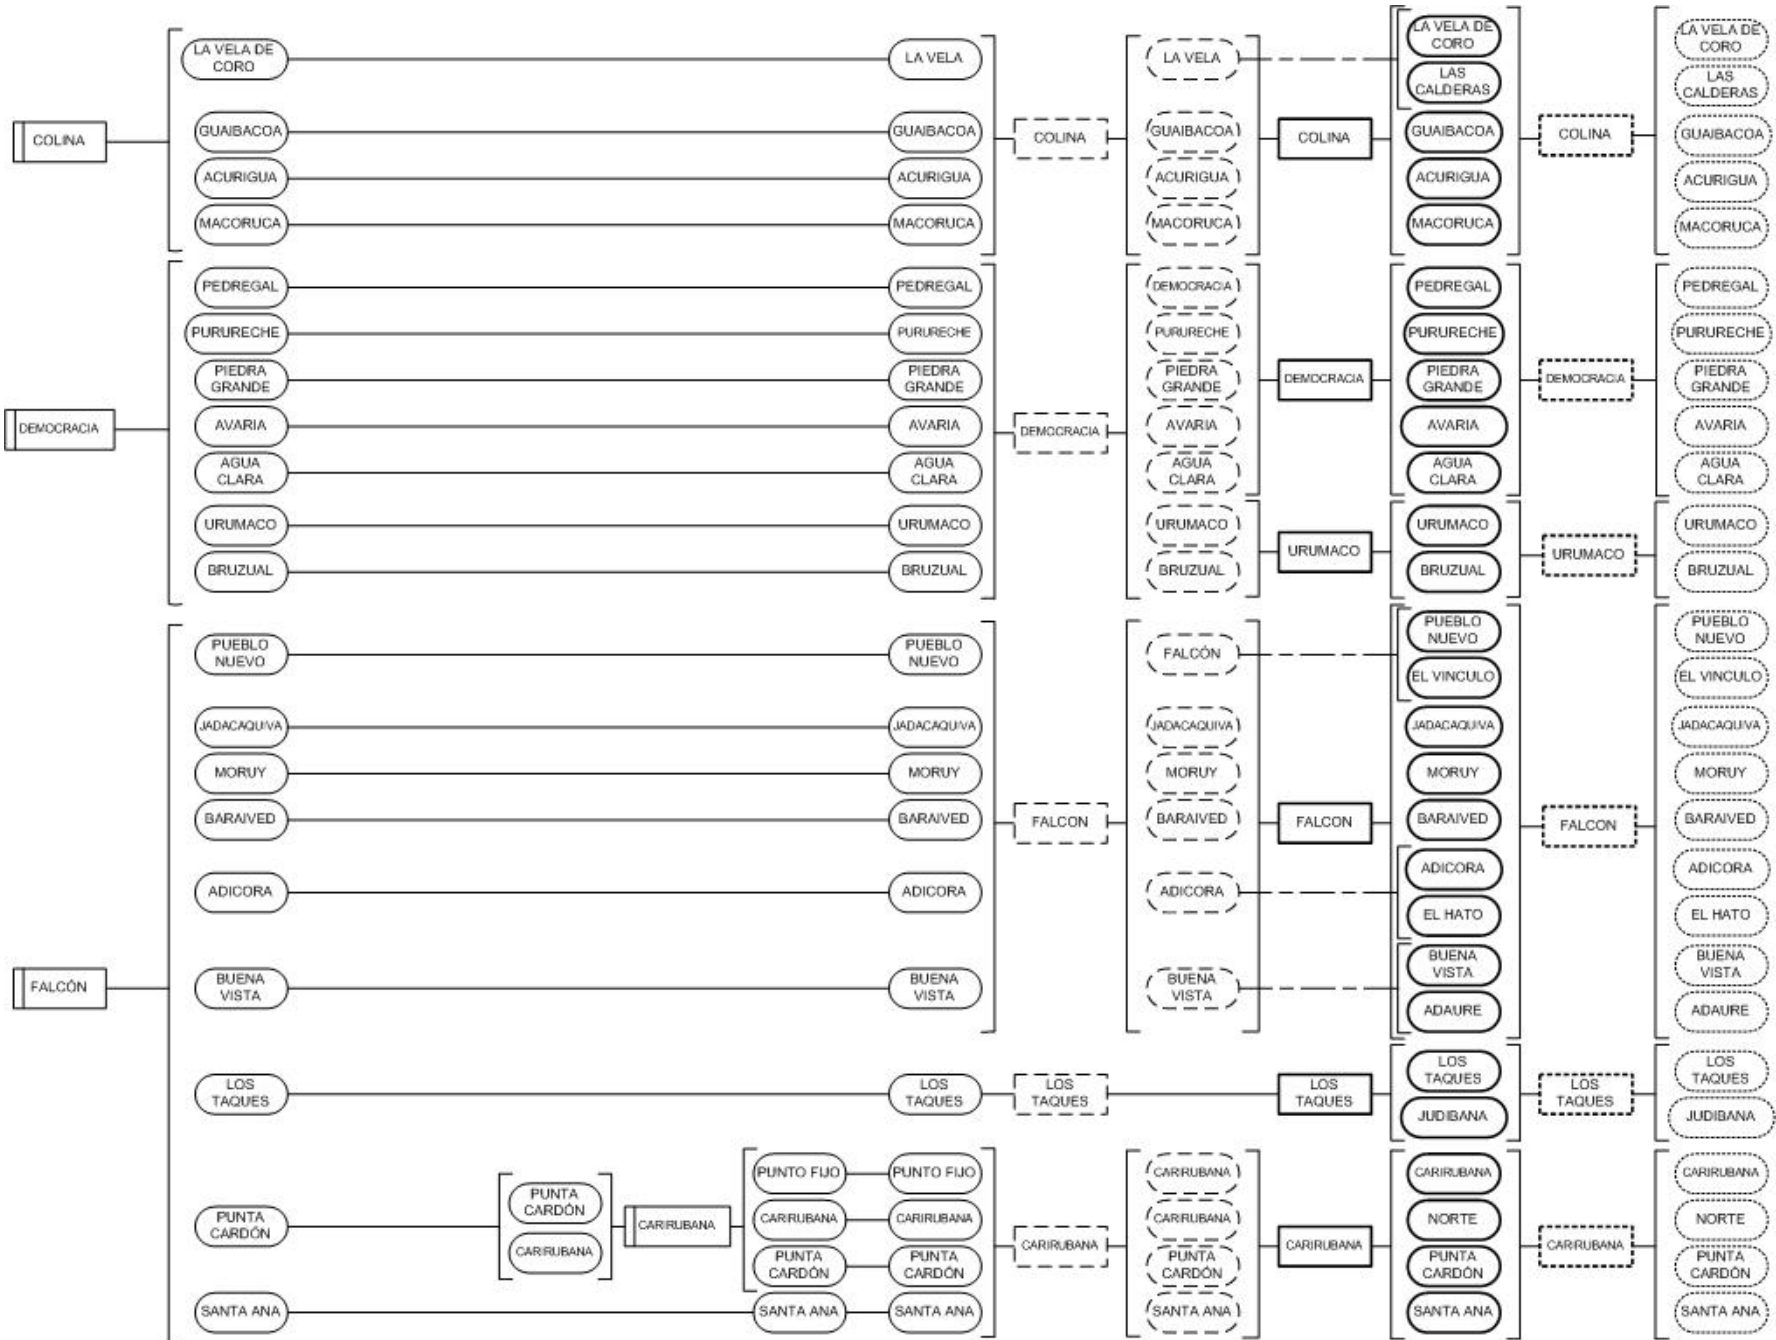 COLINA
LA VELA DE
CORO
GUAIBACOA
ACURIGUA
MACORUCA
LA VELA
GUAIBACOA
ACURIGUA
MACORUCA
COLINA
LA VELA
GUAIBACOA
ACURIGUA
MACORUCA
COLINA
LA VELA DE
CORO
LAS
CALDERAS
GUAIBACOA
ACURIGUA
MACORUCA
COLINA
LA VELA DE
CORO
LAS
CALDERAS
GUAIBACOA
ACURIGUA
MACORUCA
DEMOCRACIA
PEDREGAL
PURURECHE
PIEDRA
GRANDE
AVARIA
AGUA
CLARA
URUMACO
BRUZUAL
PEDREGAL
PURURECHE
PIEDRA
GRANDE
AVARIA
AGUA
CLARA
URUMACO
BRUZUAL
DEMOCRACIA
DEMOCRACIA
PURURECHE
PIEDRA
GRANDE
AVARIA
AGUA
CLARA
URUMACO
BRUZUAL
DEMOCRACIA
URUMACO
PEDREGAL
PURURECHE
PIEDRA
GRANDE
AVARIA
AGUA
CLARA
URUMACO
BRUZUAL
DEMOCRACIA
URUMACO
PEDREGAL
PURURECHE
PIEDRA
GRANDE
AVARIA
AGUA
CLARA
URUMACO
BRUZUAL
FALCÓN
PUEBLO
NUEVO
JADACAQUIVA
MORUY
BARAIVED
ADICORA
BUENA
VISTA
LOS
TAQUES
PUNTA
CARDÓN
SANTA ANA
PUNTA
CARDÓN
CARIRUBANA
CARIRUBANA
PUNTO FIJO
CARIRUBANA
PUNTA
CARDÓN
SANTA ANA
PUEBLO
NUEVO
JADACAQUIVA
MORUY
BARAIVED
ADICORA
BUENA
VISTA
LOS
TAQUES
PUNTO FIJO
CARIRUBANA
PUNTA
CARDÓN
SANTA ANA
FALCON
LOS
TAQUES
CARIRUBANA
FALCÓN
JADACAQUIVA
MORUY
BARAIVED
ADICORA
BUENA
VISTA
CARIRUBANA
CARIRUBANA
PUNTA
CARDÓN
SANTA ANA
FALCON
LOS
TAQUES
CARIRUBANA
PUEBLO
NUEVO
EL VINCULO
JADACAQUIVA
MORUY
BARAIVED
ADICORA
EL HATO
BUENA
VISTA
ADAURE
LOS
TAQUES
JUDIBANA
CARIRUBANA
NORTE
PUNTA
CARDÓN
SANTA ANA
FALCON
LOS
TAQUES
CARIRUBANA
PUEBLO
NUEVO
EL VINCULO
JADACAQUIVA
MORUY
BARAIVED
ADICORA
EL HATO
BUENA
VISTA
ADAURE
LOS
TAQUES
JUDIBANA
CARIRUBANA
NORTE
PUNTA
CARDÓN
SANTA ANA